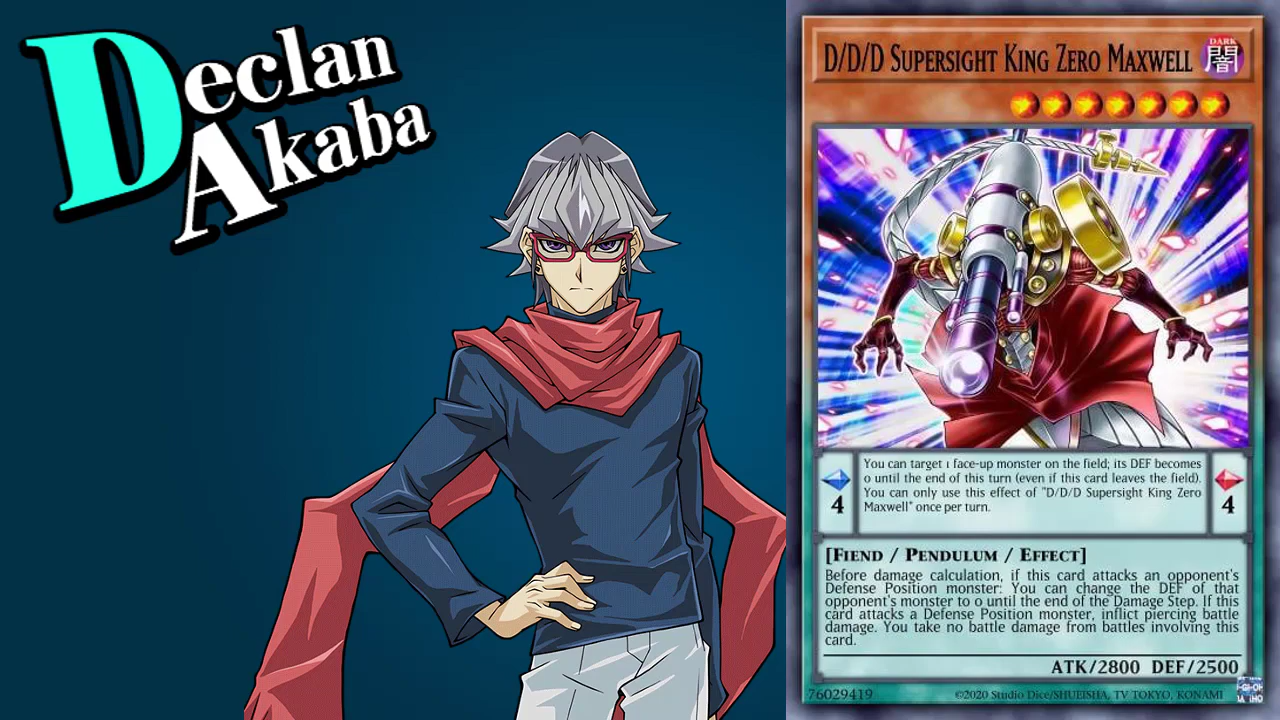 Declan
Akaba
D/D/D Supersight King Zero Maxwell
DARK
闇
You can target 1 face-up monster on the field; its DEF becomes
0 until the end of this turn (even if this card leaves the field).
You can only use this effect of "D/D/D Supersight King Zero
Maxwell" once per turn.
4
4
[Fiend / Pendulum / Effect]
Before damage calculation, if this card attacks an opponent's
Defense Position monster: You can change the DEF of that
opponent's monster to 0 until the end of the Damage Step. If this
card attacks a Defense Position monster, inflict piercing battle
damage. You take no battle damage from battles involving this
card.
ATK/2800 DEF/2500
76029419
©2020 Studio Dice/SHUEISHA, TV TOKYO, KONAMI